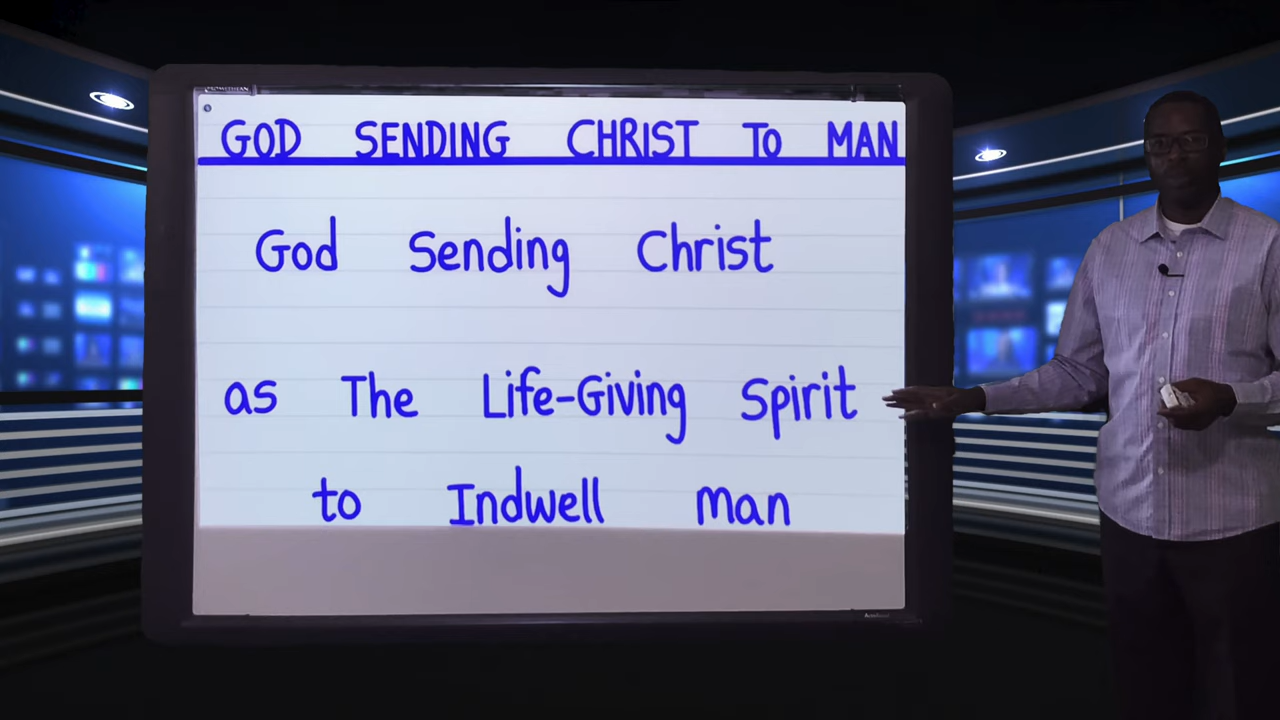 GOD SENDING CHRIST TO MAN
God Sending Christ
as The Life-Giving Spirit
to Indwell Man